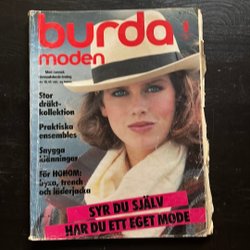 burda
moden
Stor
dräkt-
kollektion
Praktiska
ensembles
Snygga
klänningar
För HONOM:
byxa, trench
och läderjacka
SYR DU SJÄLV
HAR DU ETT EGET MODE